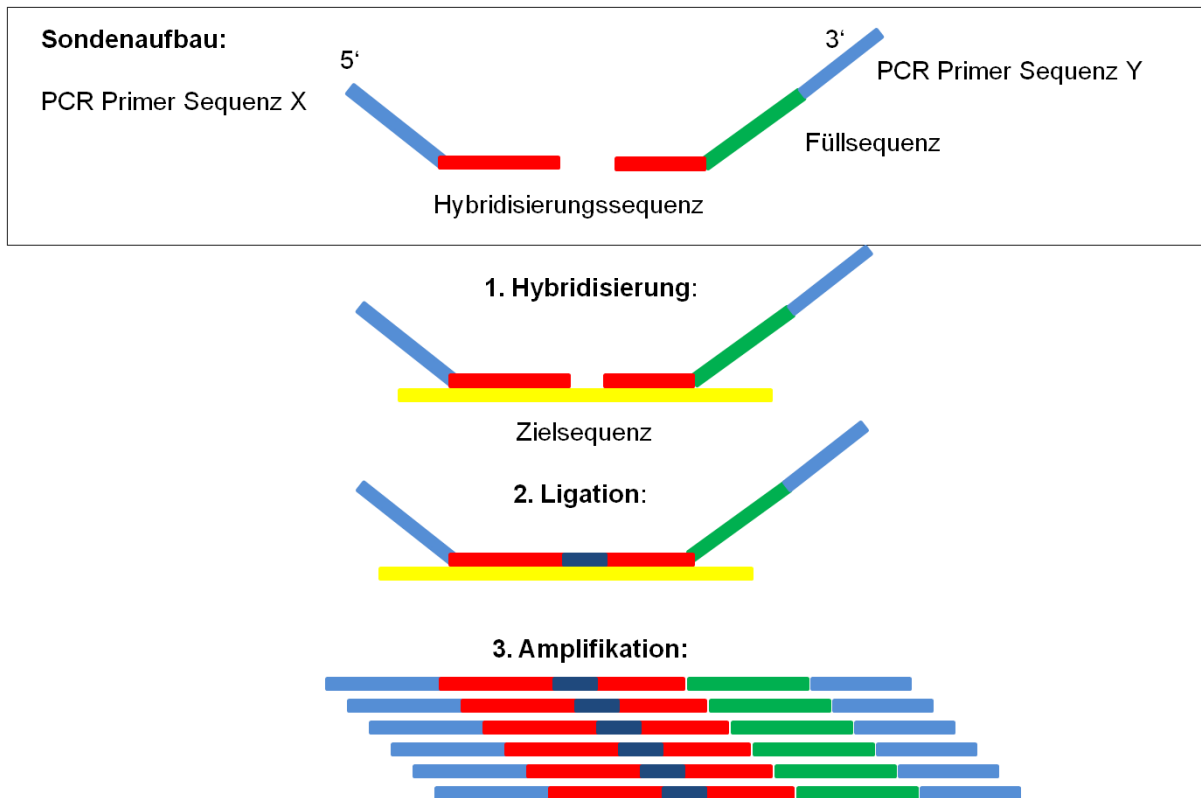 Sondenaufbau:
5‘
3‘
PCR Primer Sequenz X
PCR Primer Sequenz Y
Füllsequenz
Hybridisierungssequenz
1. Hybridisierung:
Zielsequenz
2. Ligation:
3. Amplifikation: